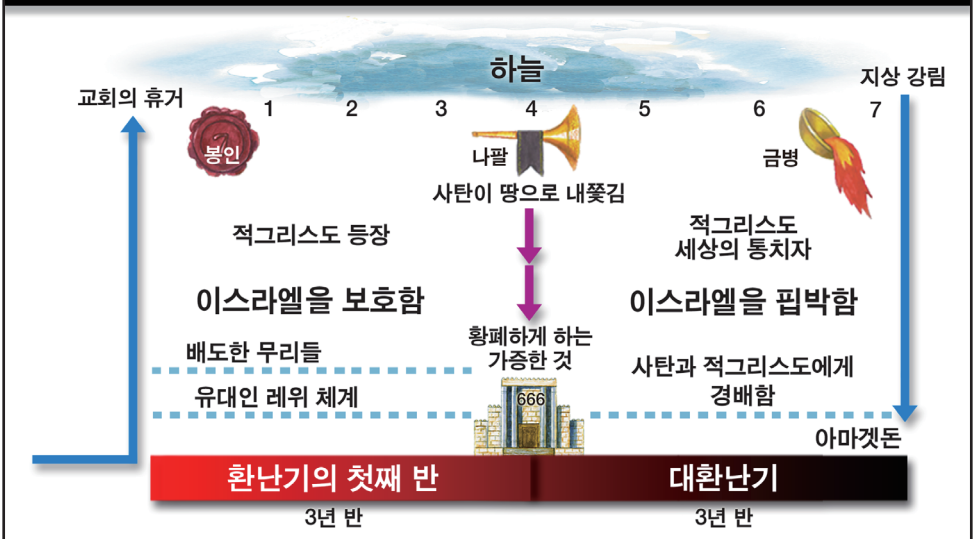 하늘
교회의 휴거
지상 강림
1 2 3 4 5 6 7
봉인
나팔
금병
사탄이 땅으로 내쫓김
적그리스도 등장
적그리스도
세상의 통치자
이스라엘을 보호함
이스라엘을 핍박함
황폐하게 하는
가증한 것
배도한 무리들
사탄과 적그리스도에게
경배함
유대인 레위 체계
666
아마겟돈
환난기의 첫째 반
대환난기
3년 반
3년 반